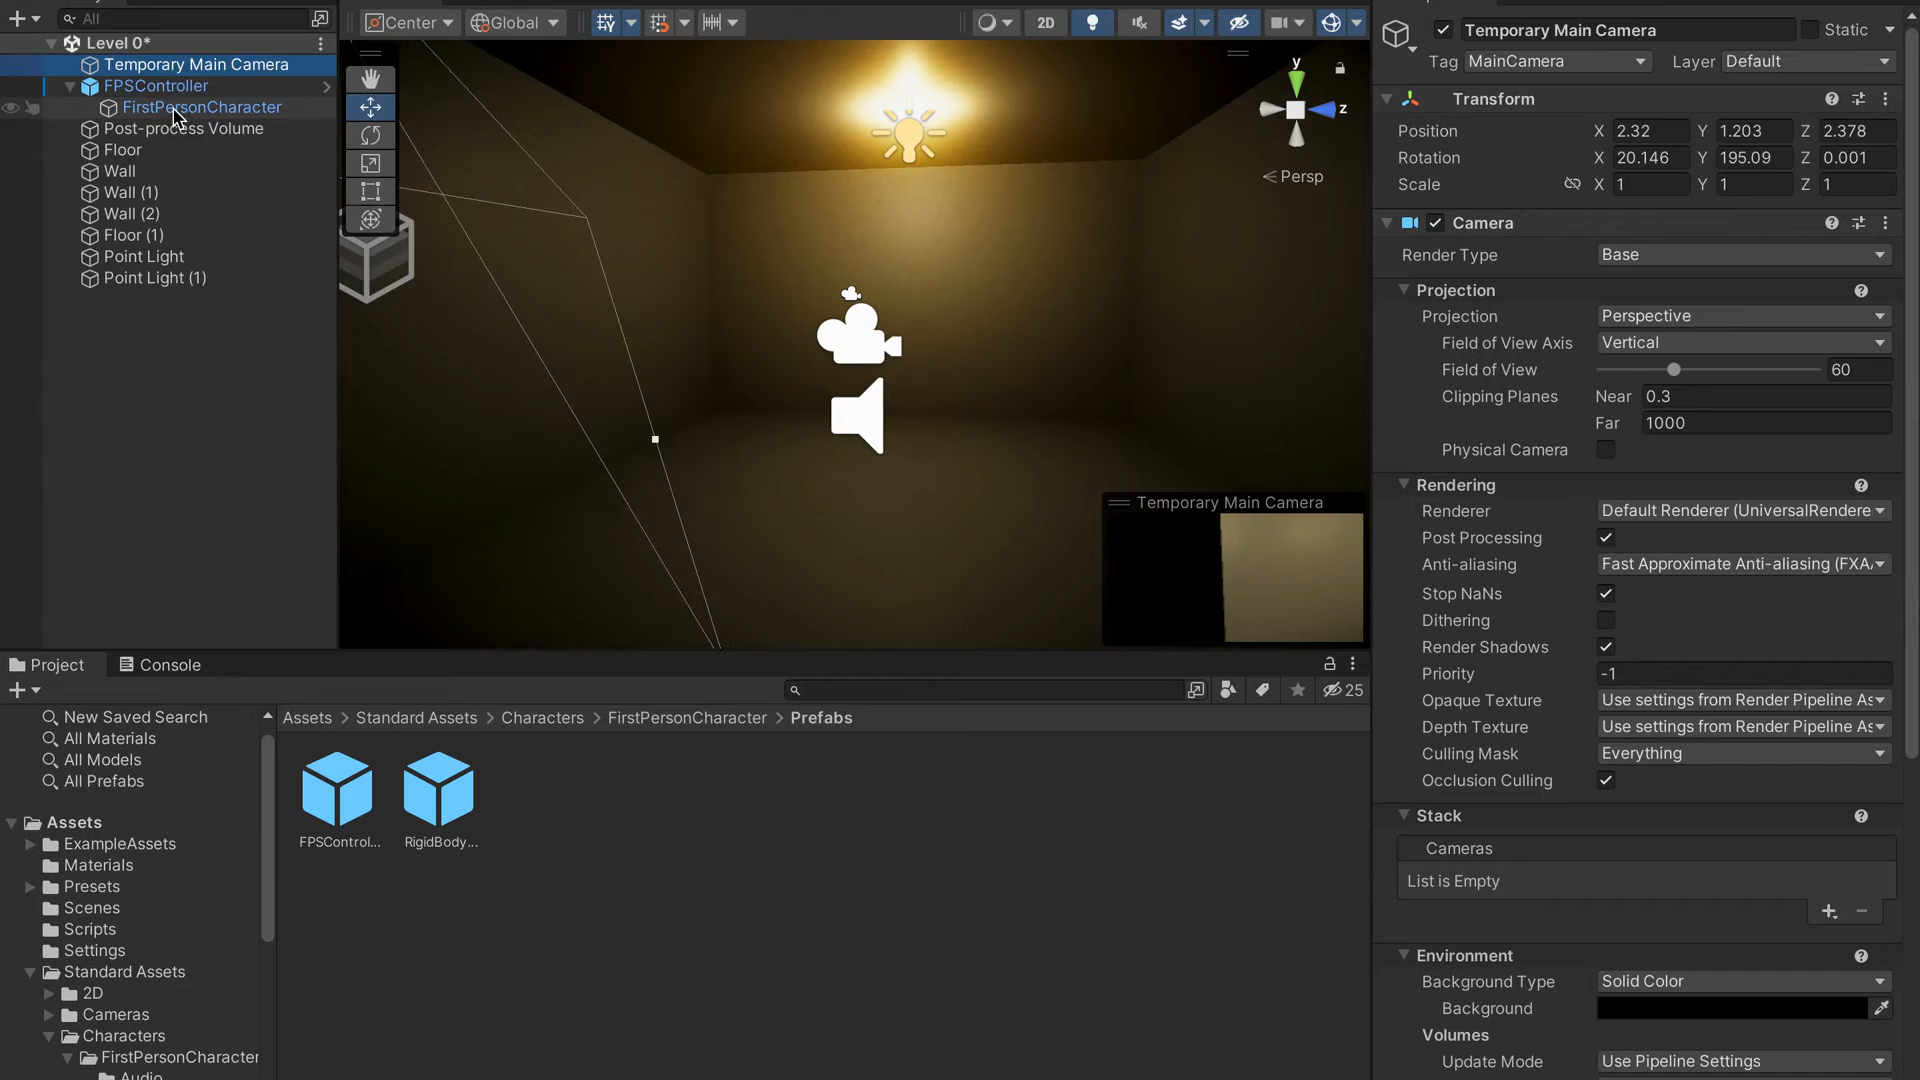 All
Level 0*
Temporary Main Camera
FPSController
FirstPersonCharacter
Post-process Volume
Floor
Wall
Wall (1)
Wall (2)
Floor (1)
Point Light
Point Light (1)
Center
Global
2D
y
z
Persp
Temporary Main Camera
Temporary Main Camera
Static
Tag MainCamera
Layer Default
Transform
Position X 2.32 Y 1.203 Z 2.378
Rotation X 20.146 Y 195.09 Z 0.001
Scale X 1 Y 1 Z 1
Camera
Render Type Base
Projection
Projection Perspective
Field of View Axis Vertical
Field of View 60
Clipping Planes Near 0.3
Far 1000
Physical Camera
Rendering
Renderer Default Renderer (UniversalRendere
Post Processing
Anti-aliasing Fast Approximate Anti-aliasing (FXA
Stop NaNs
Dithering
Render Shadows
Priority -1
Opaque Texture Use settings from Render Pipeline As
Depth Texture Use settings from Render Pipeline As
Culling Mask Everything
Occlusion Culling
Stack
Cameras
List is Empty
Environment
Background Type Solid Color
Background
Volumes
Update Mode Use Pipeline Settings
Project
Console
25
New Saved Search
All Materials
All Models
All Prefabs
Assets
ExampleAssets
Materials
Presets
Scenes
Scripts
Settings
Standard Assets
2D
Cameras
Characters
FirstPersonCharacter
Audio
Assets > Standard Assets > Characters > FirstPersonCharacter > Prefabs
FPSControl...
RigidBody...